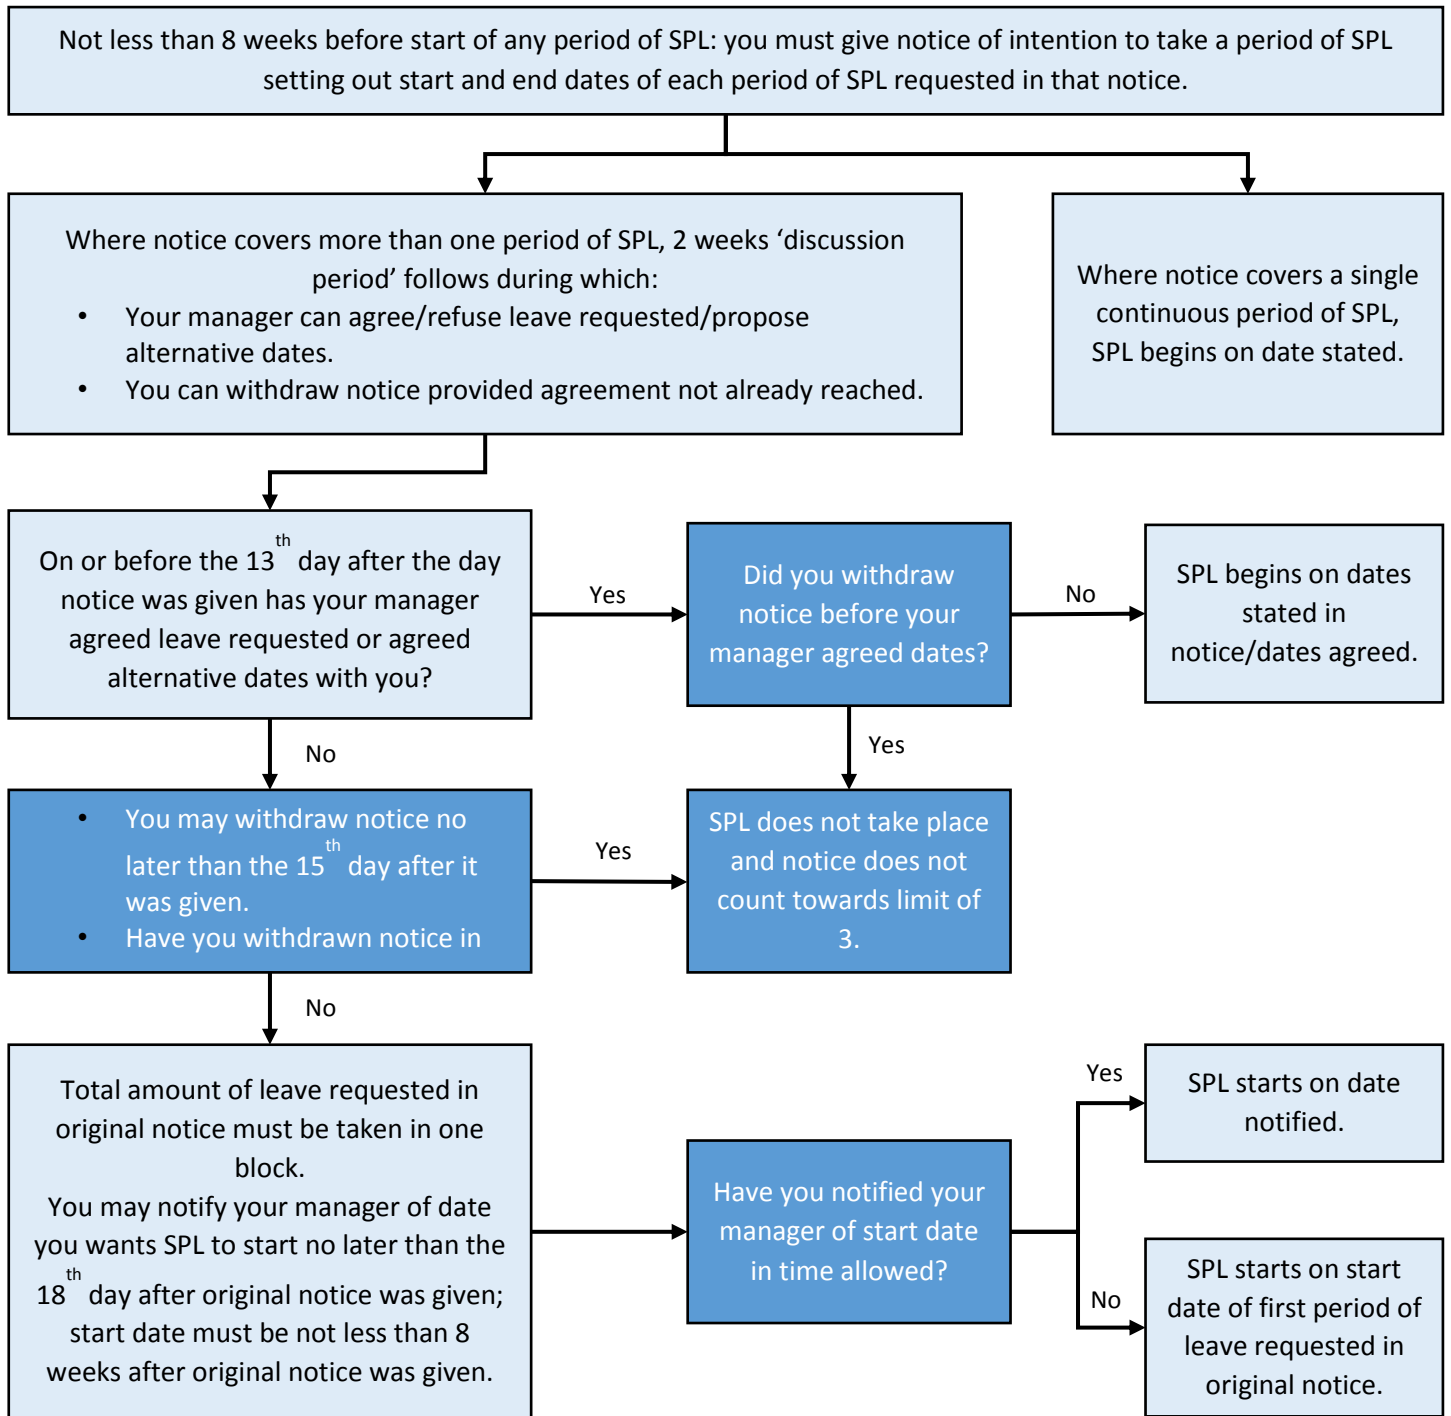 Not less than 8 weeks before start of any period of SPL: you must give notice of intention to take a period of SPL
setting out start and end dates of each period of SPL requested in that notice.
Where notice covers more than one period of SPL, 2 weeks ‘discussion
period’ follows during which:
• Your manager can agree/refuse leave requested/propose
alternative dates.
• You can withdraw notice provided agreement not already reached.
Where notice covers a single
continuous period of SPL,
SPL begins on date stated.
On or before the 13th day after the day
notice was given has your manager
agreed leave requested or agreed
alternative dates with you?
Yes
Did you withdraw
notice before your
manager agreed dates?
No
SPL begins on dates
stated in
notice/dates agreed.
No
Yes
• You may withdraw notice no
later than the 15th day after it
was given.
• Have you withdrawn notice in
Yes
SPL does not take place
and notice does not
count towards limit of
3.
No
Total amount of leave requested in
original notice must be taken in one
block.
You may notify your manager of date
you wants SPL to start no later than the
18th day after original notice was given;
start date must be not less than 8
weeks after original notice was given.
Have you notified your
manager of start date
in time allowed?
Yes
SPL starts on date
notified.
No
SPL starts on start
date of first period of
leave requested in
original notice.